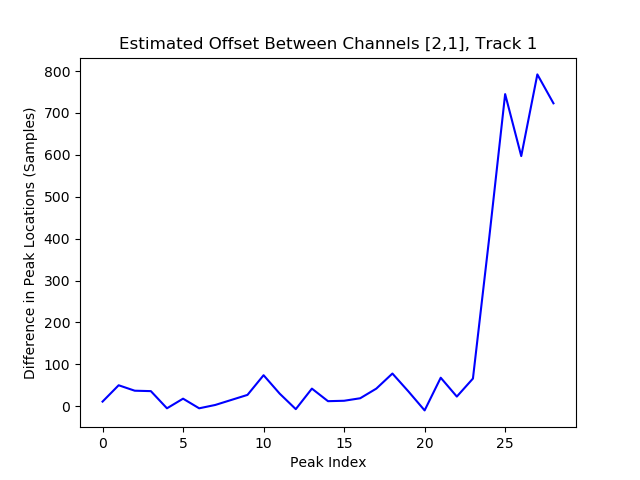 Estimated Offset Between Channels [2,1], Track 1
800
700
600
500
400
300
200
100
0
Difference in Peak Locations (Samples)
0 5 10 15 20 25
Peak Index